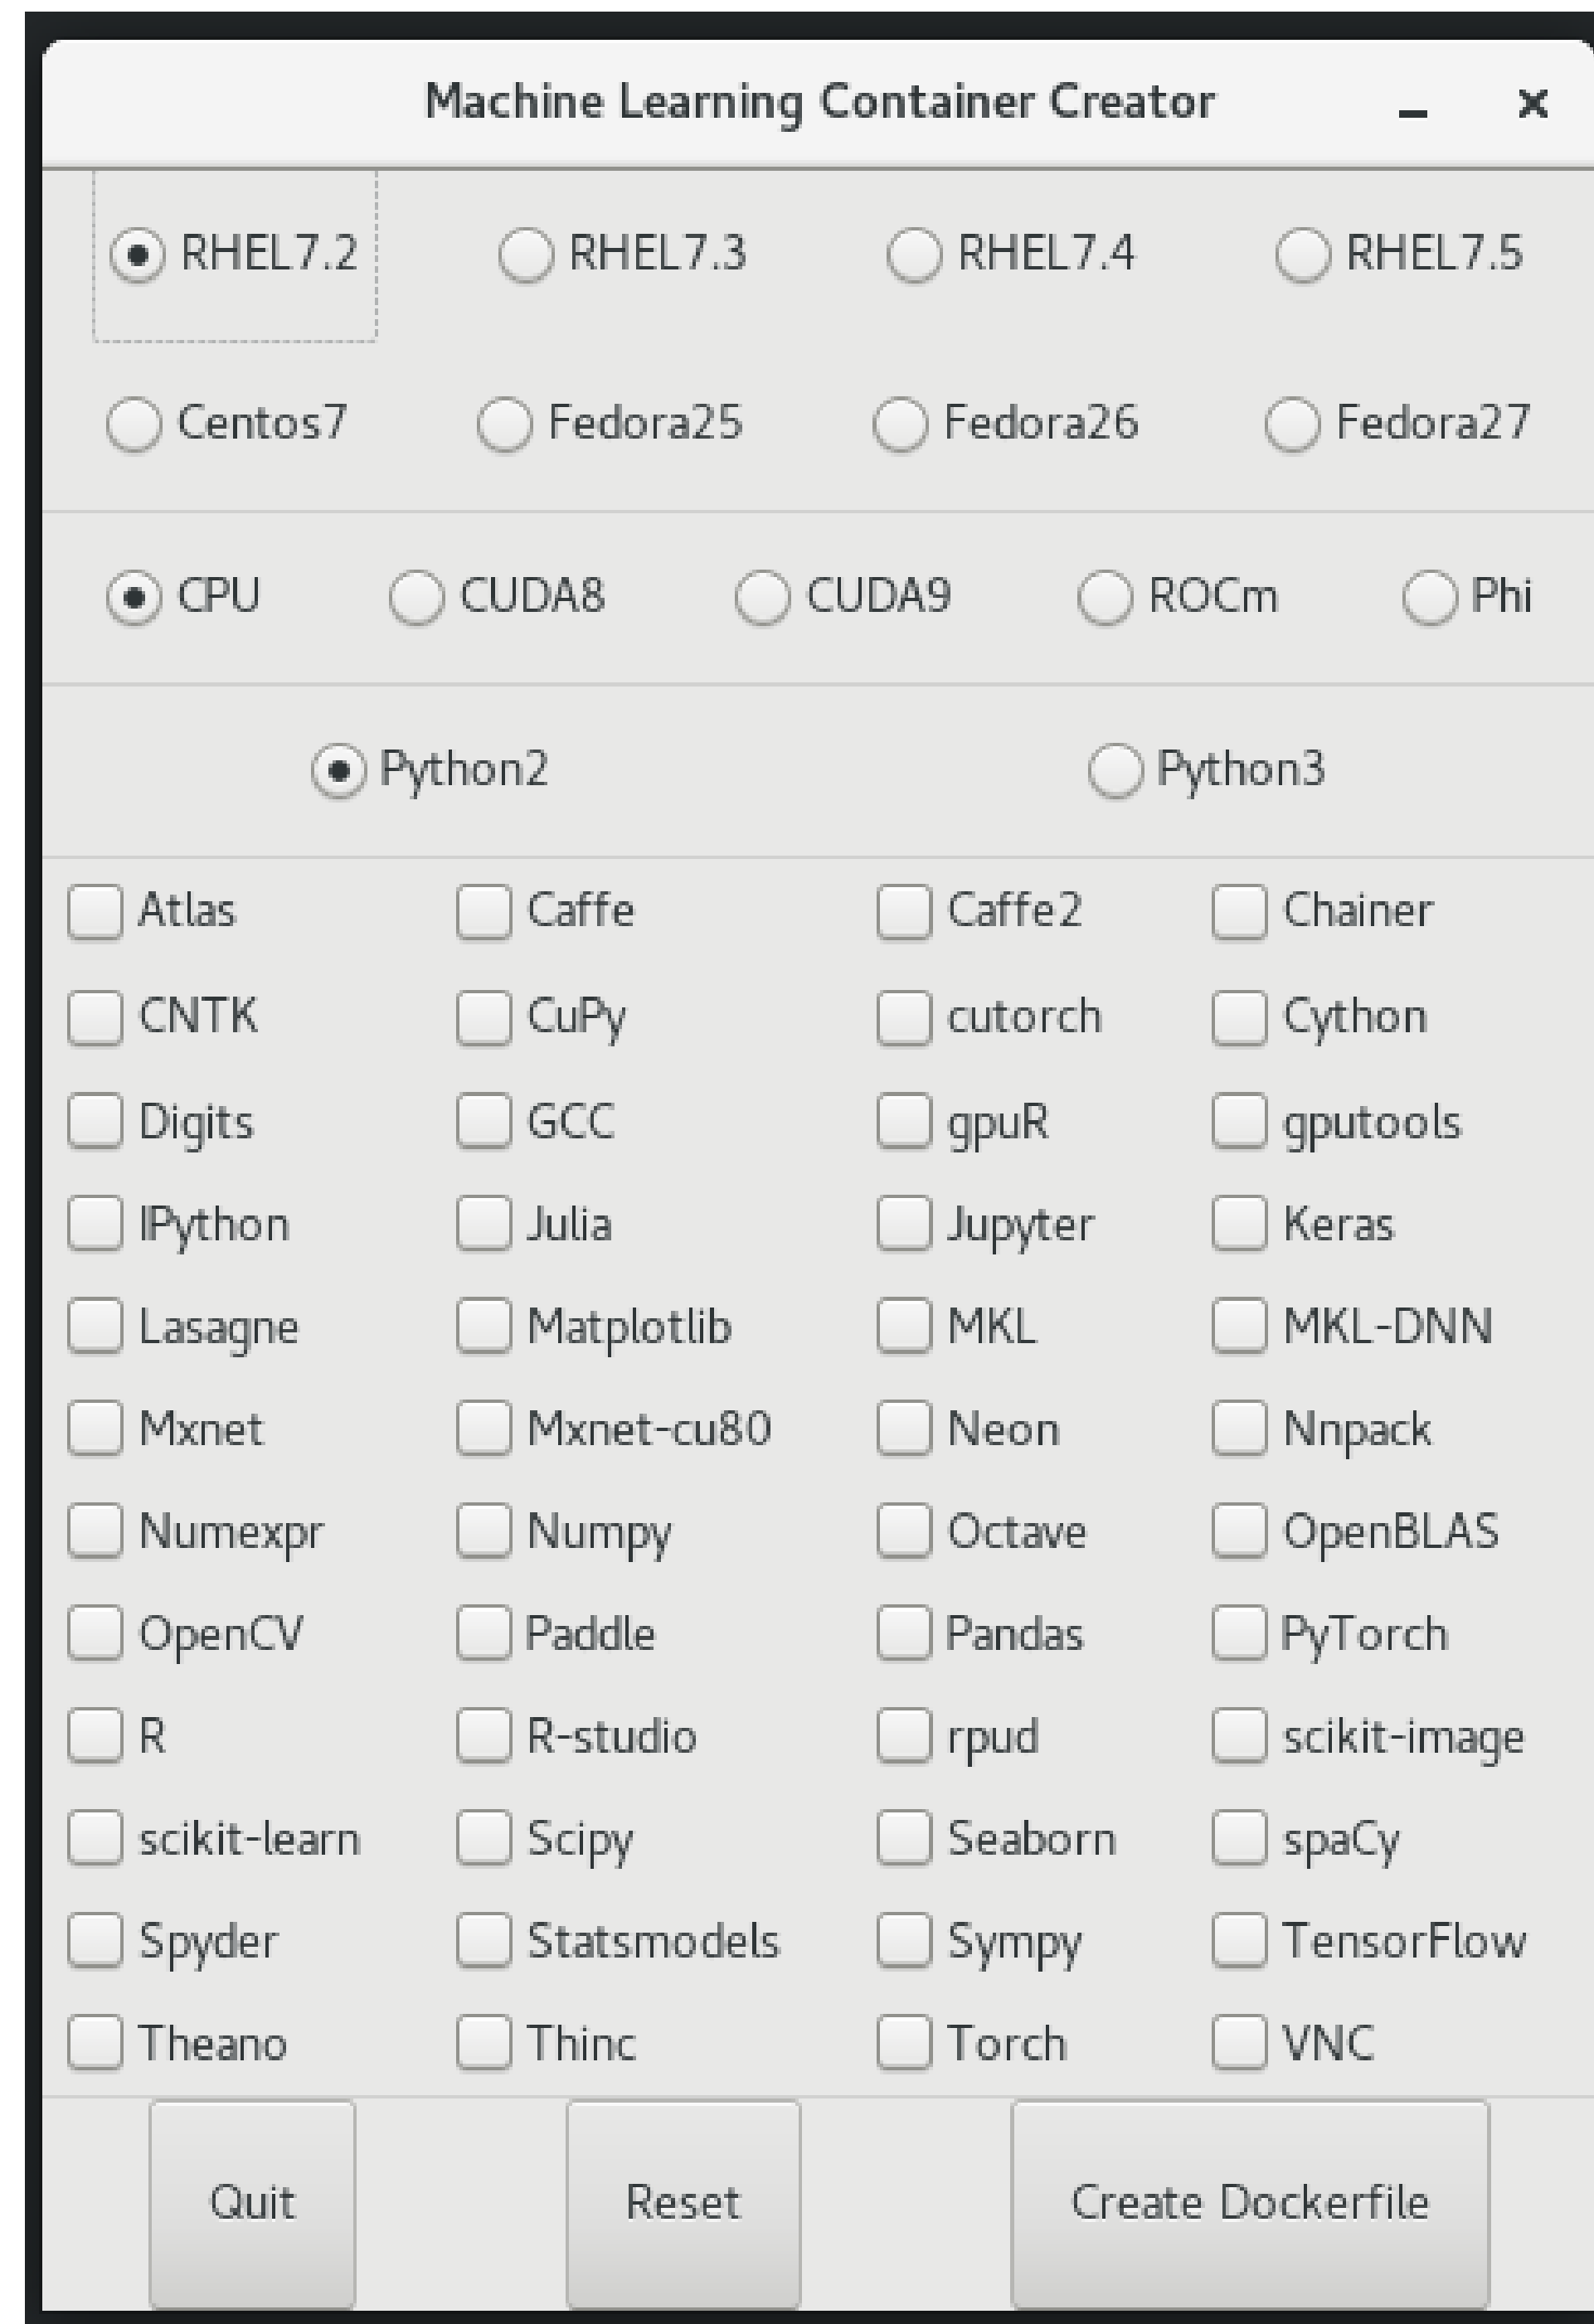 Machine Learning Container Creator
RHEL7.2 RHEL7.3 RHEL7.4 RHEL7.5
Centos7 Fedora25 Fedora26 Fedora27
CPU CUDA8 CUDA9 ROCm Phi
Python2 Python3
Atlas Caffe Caffe2 Chainer
CNTK CuPy cutorch Cython
Digits GCC gpuR gputools
IPython Julia Jupyter Keras
Lasagne Matplotlib MKL MKL-DNN
Mxnet Mxnet-cu80 Neon Nnpack
Numexpr Numpy Octave OpenBLAS
OpenCV Paddle Pandas PyTorch
R R-studio rpud scikit-image
scikit-learn Scipy Seaborn spaCy
Spyder Statsmodels Sympy TensorFlow
Theano Thinc Torch VNC
Quit Reset Create Dockerfile